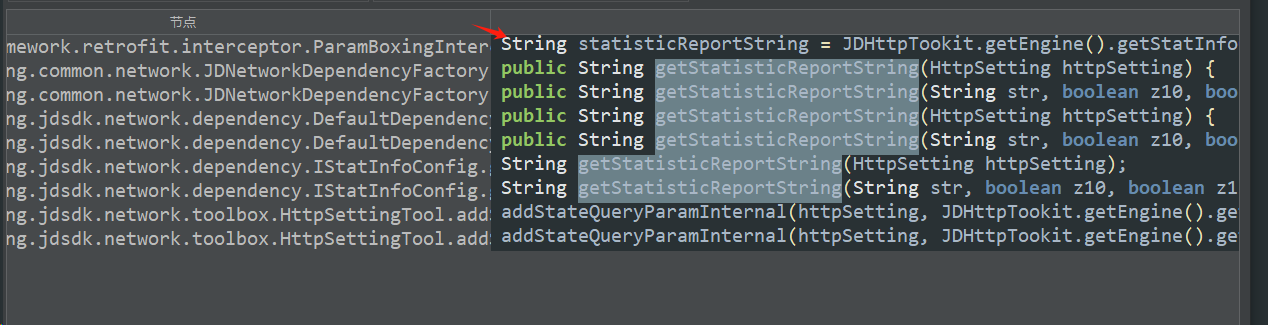 节点
mework.retrofit.interceptor.ParamBoxingInter String statisticReportString = JDHttpTookit.getEngine().getStatInfo
ng.common.network.JDNetworkDependencyFactory public String getStatisticReportString(HttpSetting httpSetting) {
ng.common.network.JDNetworkDependencyFactory public String getStatisticReportString(String str, boolean z10, boo
ng.jdsdk.network.dependency.DefaultDependenc public String getStatisticReportString(HttpSetting httpSetting) {
ng.jdsdk.network.dependency.DefaultDependenc public String getStatisticReportString(String str, boolean z10, boo
ng.jdsdk.network.dependency.IStatInfoConfig. String getStatisticReportString(HttpSetting httpSetting);
ng.jdsdk.network.dependency.IStatInfoConfig. String getStatisticReportString(String str, boolean z10, boolean z1
ng.jdsdk.network.toolbox.HttpSettingTool.add addStateQueryParamInternal(httpSetting, JDHttpTookit.getEngine().ge
ng.jdsdk.network.toolbox.HttpSettingTool.add addStateQueryParamInternal(httpSetting, JDHttpTookit.getEngine().ge